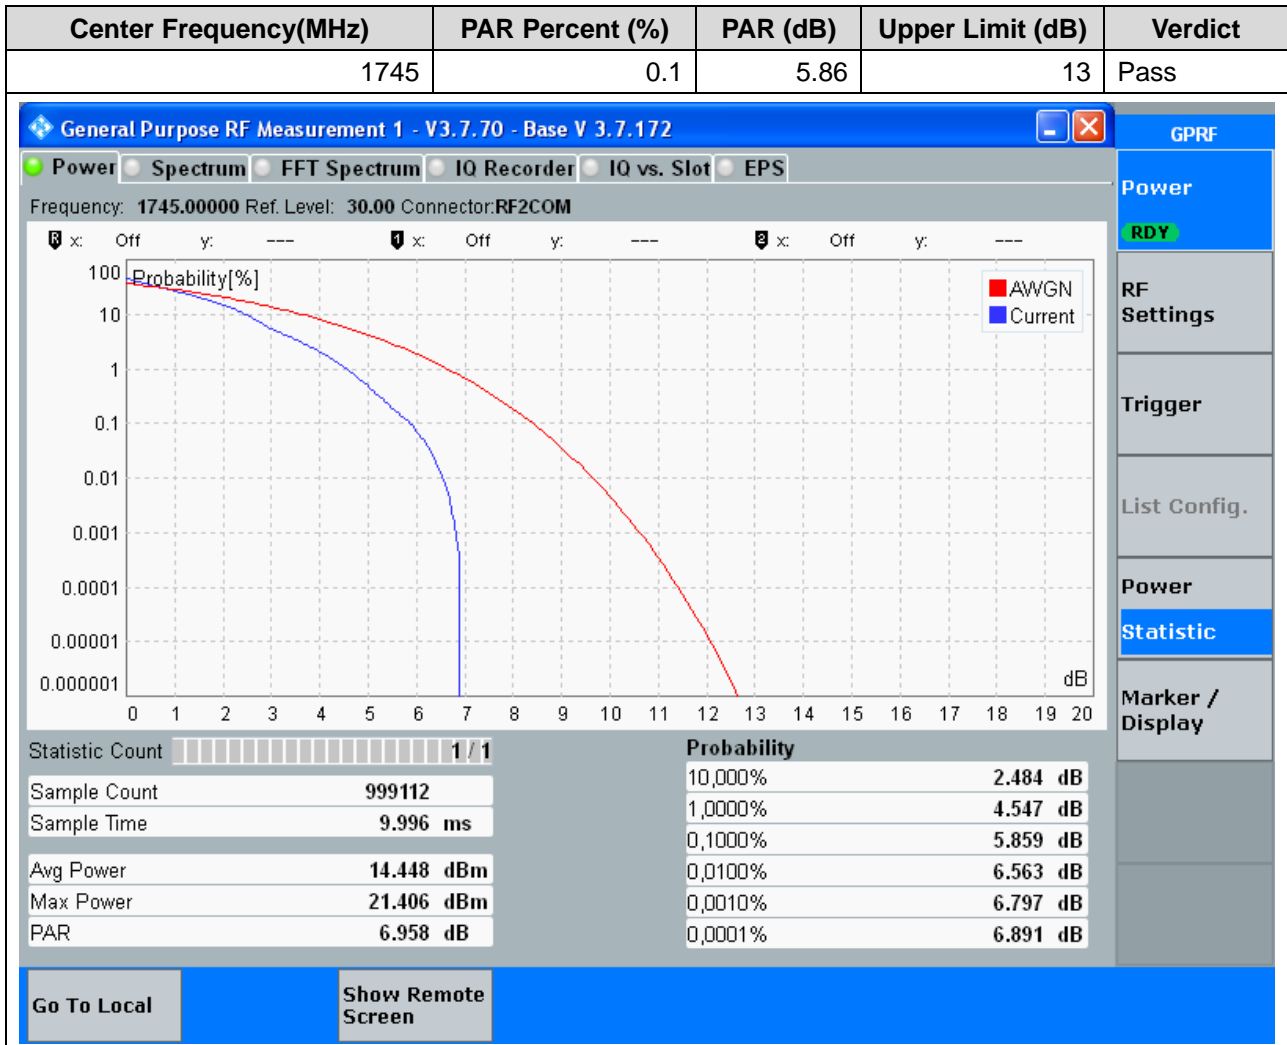 Center Frequency(MHz) PAR Percent (%) PAR (dB) Upper Limit (dB) Verdict
1745 0.1 5.86 13 Pass
General Purpose RF Measurement 1 - V3.7.70 - Base V 3.7.172
GPRF
Power Spectrum FFT Spectrum IQ Recorder IQ vs. Slot EPS
Frequency: 1745.00000 Ref. Level: 30.00 Connector:RF2COM
R x: Off y: --- 1 x: Off y: --- 2 x: Off y: ---
Probability[%]
AWGN
Current
100
10
1
0.1
0.01
0.001
0.0001
0.00001
0.000001
dB
0 1 2 3 4 5 6 7 8 9 10 11 12 13 14 15 16 17 18 19 20
Statistic Count 1 / 1
Sample Count 999112
Sample Time 9.996 ms
Avg Power 14.448 dBm
Max Power 21.406 dBm
PAR 6.958 dB
Probability
10,000% 2.484 dB
1,0000% 4.547 dB
0,1000% 5.859 dB
0,0100% 6.563 dB
0,0010% 6.797 dB
0,0001% 6.891 dB
Power
RDY
RF
Settings
Trigger
List Config.
Power
Statistic
Marker /
Display
Go To Local
Show Remote
Screen